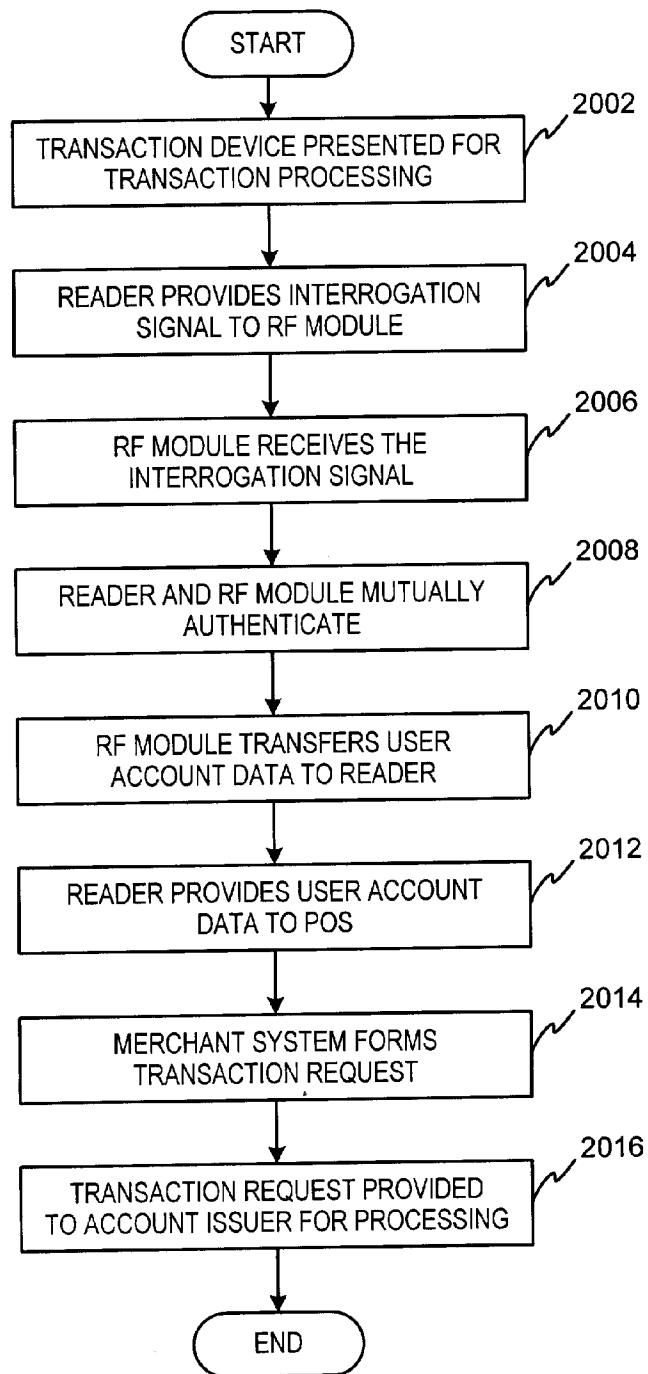 START
2002
TRANSACTION DEVICE PRESENTED FOR
TRANSACTION PROCESSING
2004
READER PROVIDES INTERROGATION
SIGNAL TO RF MODULE
2006
RF MODULE RECEIVES THE
INTERROGATION SIGNAL
2008
READER AND RF MODULE MUTUALLY
AUTHENTICATE
2010
RF MODULE TRANSFERS USER
ACCOUNT DATA TO READER
2012
READER PROVIDES USER ACCOUNT
DATA TO POS
2014
MERCHANT SYSTEM FORMS
TRANSACTION REQUEST
2016
TRANSACTION REQUEST PROVIDED
TO ACCOUNT ISSUER FOR PROCESSING
END